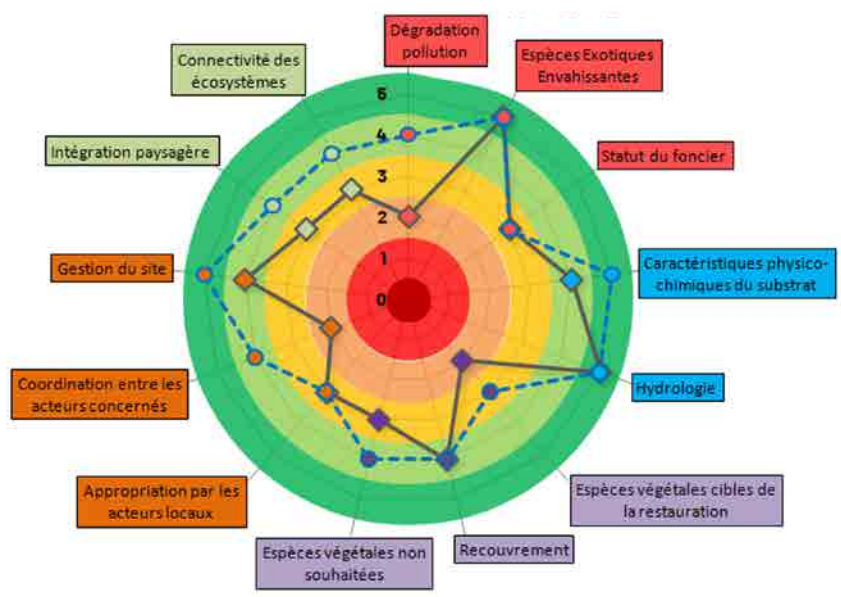 Dégradation
pollution
Espèces Exotiques
Envahissantes
Statut du foncier
Caractéristiques physico-
chimiques du substrat
Hydrologie
Espèces végétales cibles de
la restauration
Recouvrement
Espèces végétales non
souhaitées
Appropriation par les
acteurs locaux
Coordination entre les
acteurs concernés
Gestion du site
Intégration paysagère
Connectivité des
écosystèmes
5
4
3
2
1
0